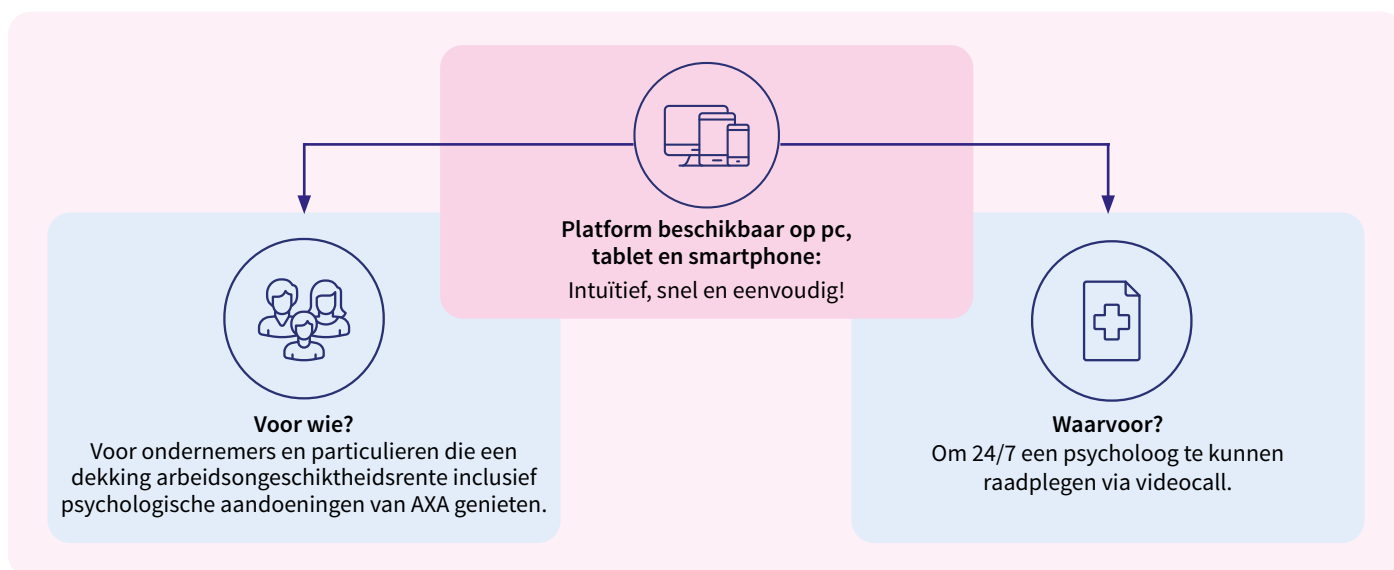 Platform beschikbaar op pc,
tablet en smartphone:
Intuïtief, snel en eenvoudig!
Voor wie?
Voor ondernemers en particulieren die een
dekking arbeidsongeschiktheidsrente inclusief
psychologische aandoeningen van AXA genieten.
Waarvoor?
Om 24/7 een psycholoog te kunnen
raadplegen via videocall.